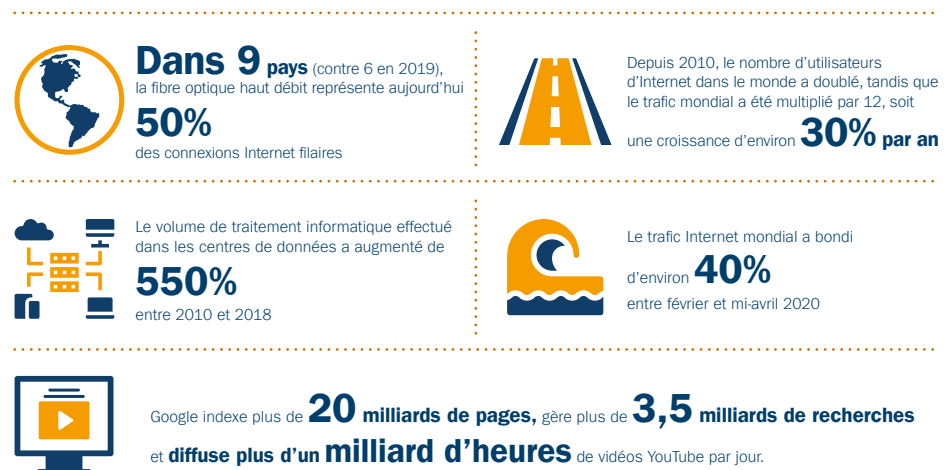 Dans 9 pays (contre 6 en 2019),
la fibre optique haut débit représente aujourd'hui
50%
des connexions Internet filaires
Depuis 2010, le nombre d'utilisateurs
d'Internet dans le monde a doublé, tandis que
le trafic mondial a été multiplié par 12, soit
une croissance d'environ 30% par an
Le volume de traitement informatique effectué
dans les centres de données a augmenté de
550%
entre 2010 et 2018
Le trafic Internet mondial a bondi
d'environ 40%
entre février et mi-avril 2020
Google indexe plus de 20 milliards de pages, gère plus de 3,5 milliards de recherches
et diffuse plus d'un milliard d'heures de vidéos YouTube par jour.